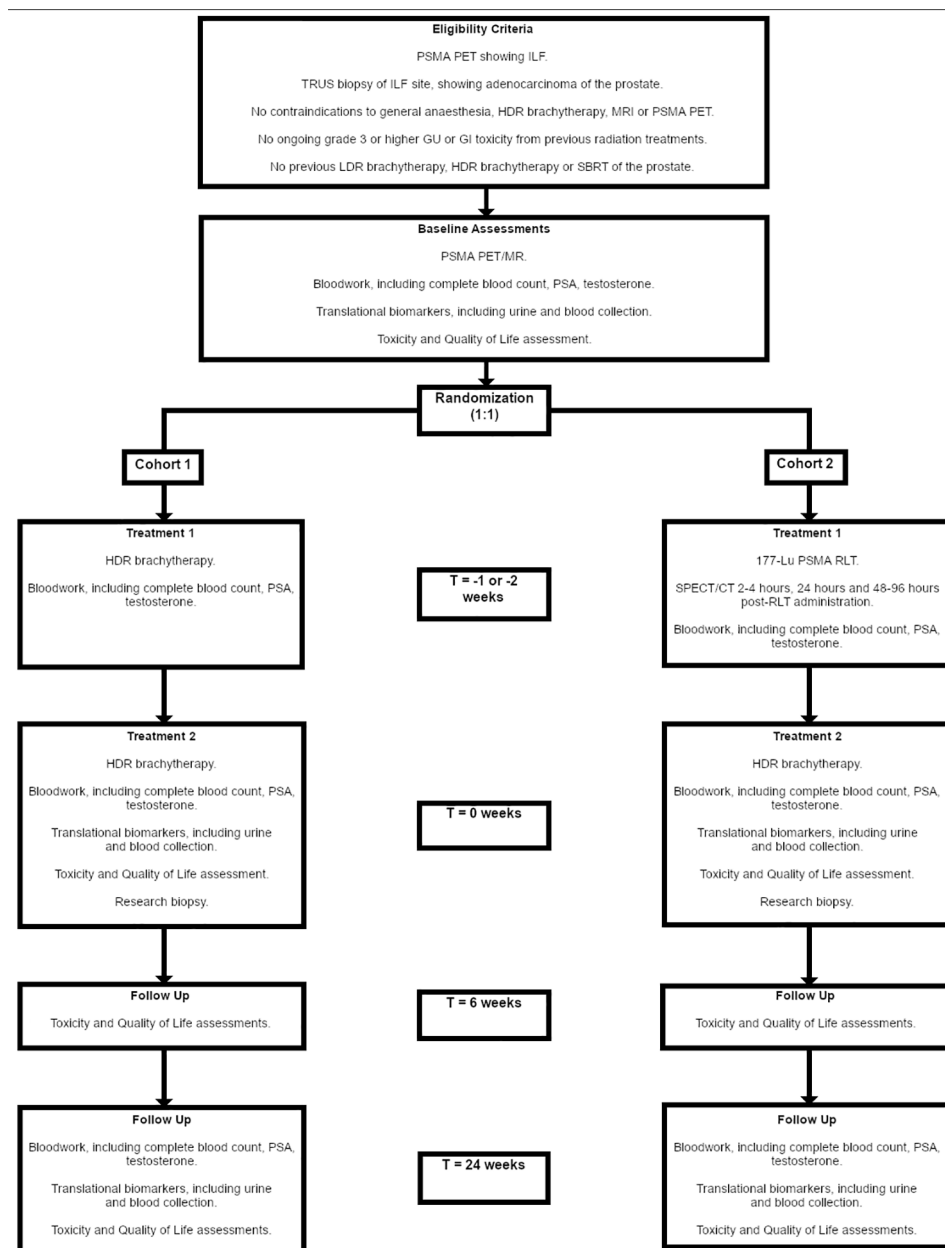 Eligibility Criteria
PSMA PET showing ILF.
TRUS biopsy of ILF site, showing adenocarcinoma of the prostate.
No contraindications to general anaesthesia, HDR brachytherapy, MRI or PSMA PET.
No ongoing grade 3 or higher GU or GI toxicity from previous radiation treatments.
No previous LDR brachytherapy, HDR brachytherapy or SBRT of the prostate.
Baseline Assessments
PSMA PET/MR.
Bloodwork, including complete blood count, PSA, testosterone.
Translational biomarkers, including urine and blood collection.
Toxicity and Quality of Life assessment.
Randomization
(1:1)
Cohort 1
Cohort 2
Treatment 1
HDR brachytherapy.
Bloodwork, including complete blood count, PSA,
testosterone.
T = -1 or -2
weeks
Treatment 1
177-Lu PSMA RLT.
SPECT/CT 2-4 hours, 24 hours and 48-96 hours
post-RLT administration.
Bloodwork, including complete blood count, PSA,
testosterone.
Treatment 2
HDR brachytherapy.
Bloodwork, including complete blood count, PSA,
testosterone.
Translational biomarkers, including urine
and blood collection.
Toxicity and Quality of Life assessment.
Research biopsy.
T = 0 weeks
Treatment 2
HDR brachytherapy.
Bloodwork, including complete blood count, PSA,
testosterone.
Translational biomarkers, including urine
and blood collection.
Toxicity and Quality of Life assessment.
Research biopsy.
Follow Up
Toxicity and Quality of Life assessments.
T = 6 weeks
Follow Up
Toxicity and Quality of Life assessments.
Follow Up
Bloodwork, including complete blood count, PSA,
testosterone.
Translational biomarkers, including urine
and blood collection.
Toxicity and Quality of Life assessments.
T = 24 weeks
Follow Up
Bloodwork, including complete blood count, PSA,
testosterone.
Translational biomarkers, including urine
and blood collection.
Toxicity and Quality of Life assessments.